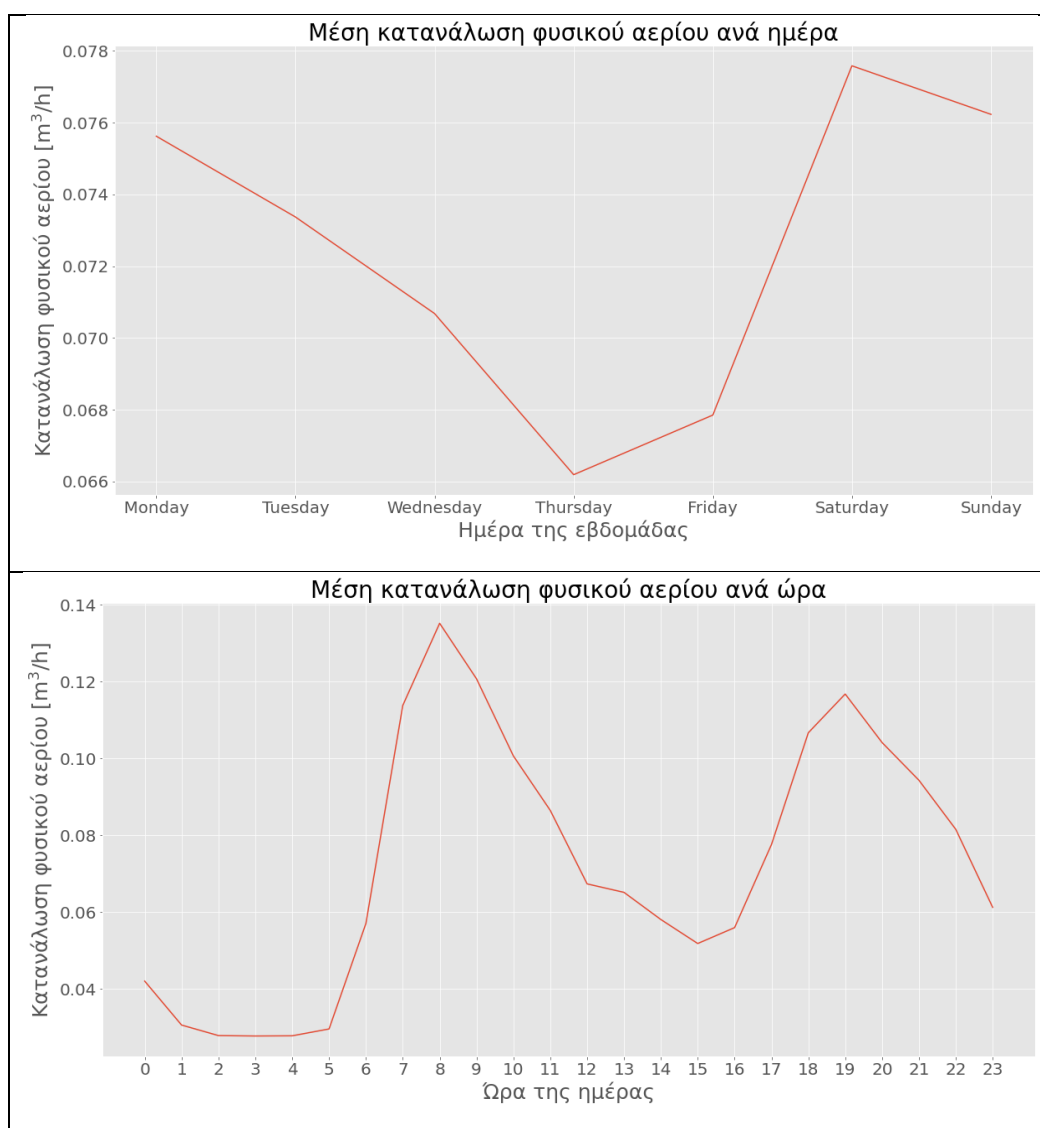 Μέση κατανάλωση φυσικού αερίου ανά ημέρα
Κατανάλωση φυσικού αερίου [m³/h]
0.078
0.076
0.074
0.072
0.070
0.068
0.066
Monday Tuesday Wednesday Thursday Friday Saturday Sunday
Ημέρα της εβδομάδας
Μέση κατανάλωση φυσικού αερίου ανά ώρα
Κατανάλωση φυσικού αερίου [m³/h]
0.14
0.12
0.10
0.08
0.06
0.04
0 1 2 3 4 5 6 7 8 9 10 11 12 13 14 15 16 17 18 19 20 21 22 23
Ώρα της ημέρας